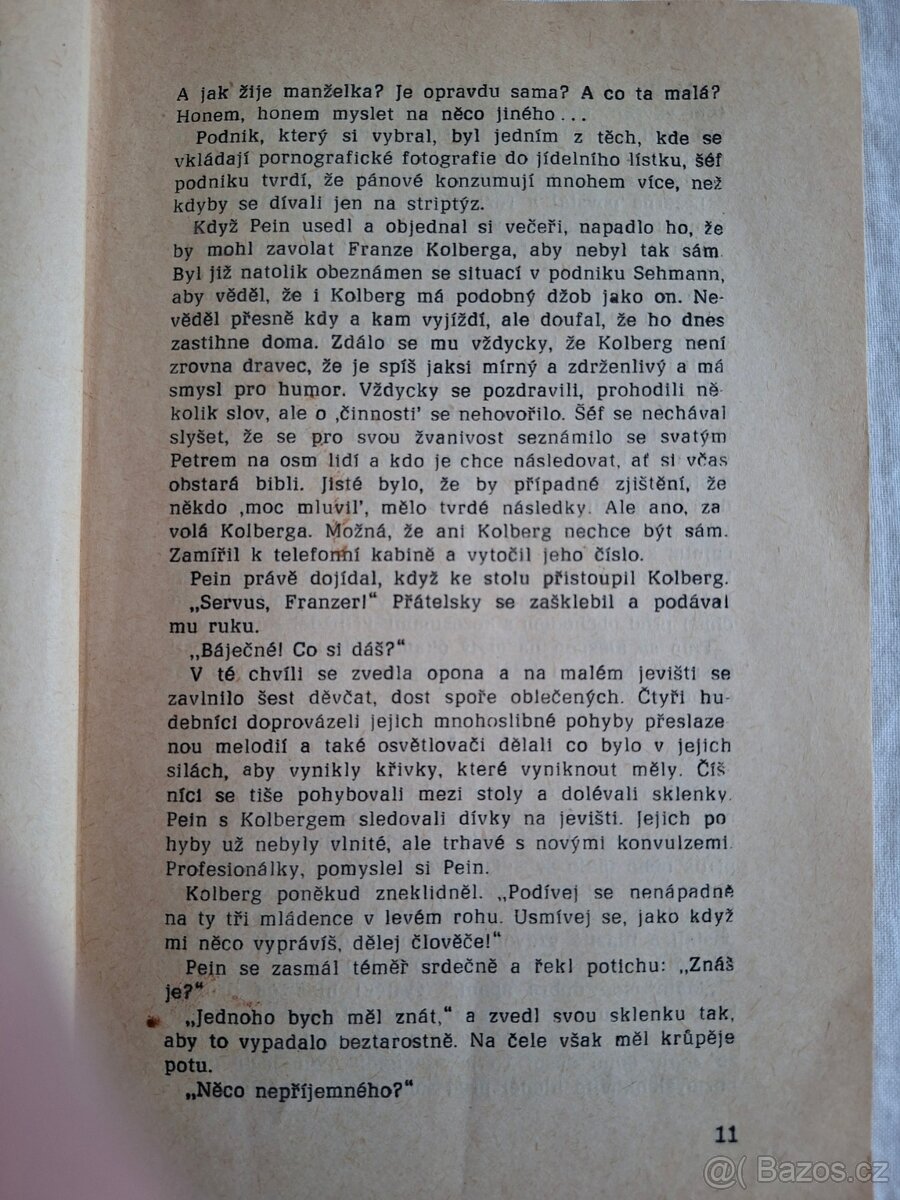 A jak žije manželka? Je opravdu sama? A co ta malá?
Honem, honem myslet na něco jiného...
Podnik, který si vybral, byl jedním z těch, kde se
vkládají pornografické fotografie do jídelního lístku, šéf
podniku tvrdí, že pánové konzumují mnohem více, než
kdyby se dívali jen na striptýz.
Když Pein usedl a objednal si večeři, napadlo ho, že
by mohl zavolat Franze Kolberga, aby nebyl tak sám.
Byl již natolik obeznámen se situací v podniku Sehmann,
aby věděl, že i Kolberg má podobný džob jako on. Ne-
věděl přesně kdy a kam vyjíždí, ale doufal, že ho dnes
zastihne doma. Zdálo se mu vždycky, že Kolberg není
zrovna dravec, že je spíš jaksi mírný a zdrženlivý a má
smysl pro humor. Vždycky se pozdravili, prohodili ně
kolik slov, ale o ‚činnosti' se nehovořilo. Šéf se nechával
slyšet, že se pro svou žvanivost seznámilo se svatým
Petrem na osm lidí a kdo je chce následovat, ať si včas
obstará bibli. Jisté bylo, že by případné zjištění, že
někdo ‚moc mluvil', mělo tvrdé následky. Ale ano, za
volá Kolberga. Možná, že ani Kolberg nechce být sám.
Zamířil k telefonní kabině a vytočil jeho číslo.
Pein právě dojídal, když ke stolu přistoupil Kolberg.
„Servus, Franzerl" Přátelsky se zašklebil a podával
mu ruku.
„Báječné! Co si dáš?"
V té chvíli se zvedla opona a na malém jevišti se
zavlnilo šest děvčat, dost spoře oblečených. Čtyři hu-
debníci doprovázeli jejich mnohoslibné pohyby přeslaze
nou melodií a také osvětlovači dělali co bylo v jejich
silách, aby vynikly křivky, které vyniknout měly. Číš
níci se tiše pohybovali mezi stoly a dolévali sklenky.
Pein s Kolbergem sledovali dívky na jevišti. Jejich po
hyby už nebyly vlnité, ale trhavé s novými konvulzemi.
Profesionálky, pomyslel si Pein.
Kolberg poněkud zneklidněl. „Podívej se nenápadně
na ty tři mládence v levém rohu. Usmívej se, jako když
mi něco vyprávíš, dělej člověče!"
Pein se zasmál téměř srdečně a řekl potichu: „Znáš
je?"
„Jednoho bych měl znát," a zvedl svou sklenku tak,
aby to vypadalo beztarostně. Na čele však měl krůpěje
potu.
„Něco nepříjemného?"
11
@( Bazos.cz